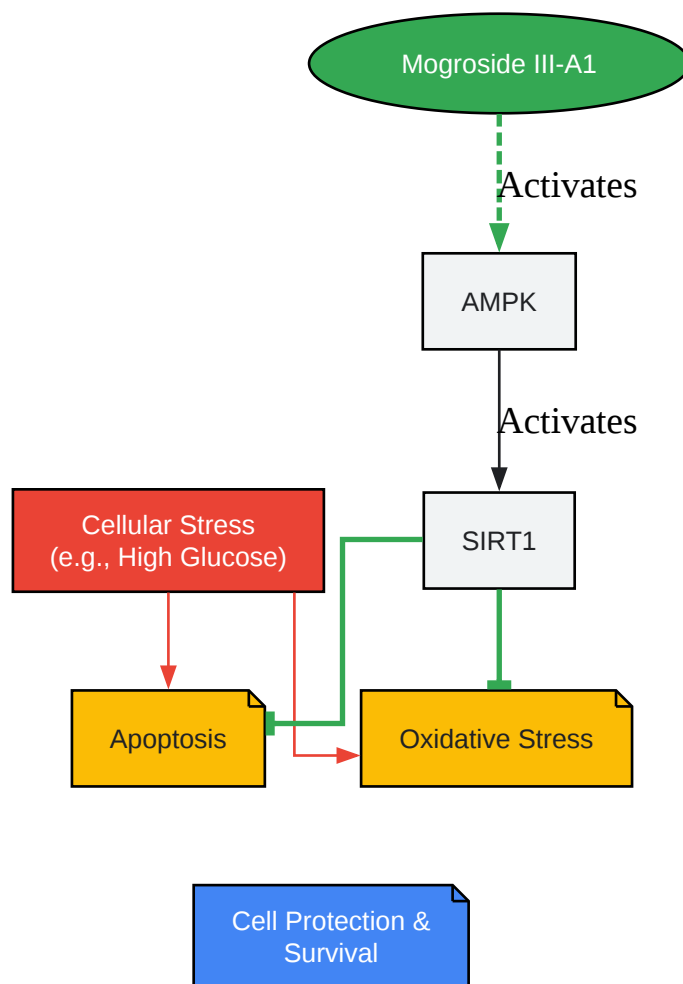 Mogroside III-A1
Activates
AMPK
Activates
Cellular Stress
(e.g., High Glucose)
SIRT1
Apoptosis
Oxidative Stress
Cell Protection &
Survival